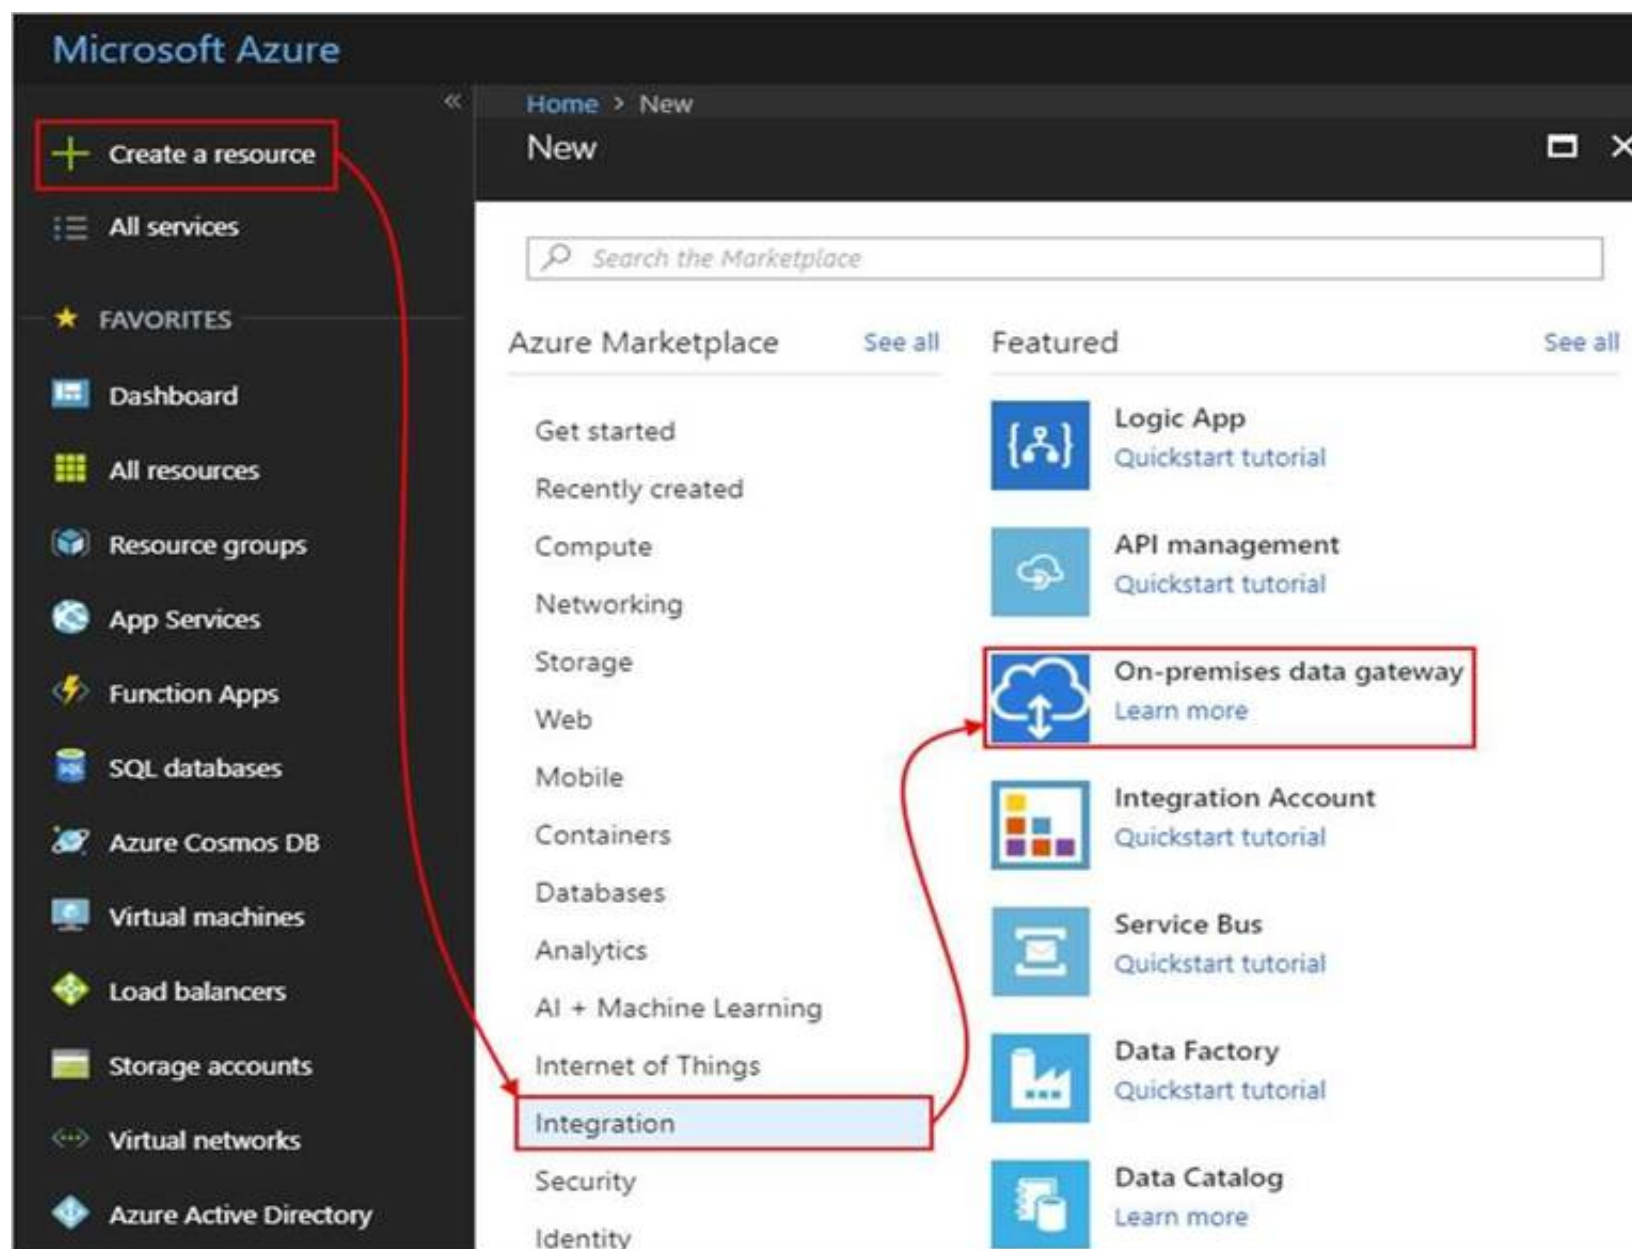 Microsoft Azure
«
Create a resource
All services
FAVORITES
Dashboard
All resources
Resource groups
App Services
Function Apps
SQL databases
Azure Cosmos DB
Virtual machines
Load balancers
Storage accounts
Virtual networks
Azure Active Directory
Home > New
New
Search the Marketplace
Azure Marketplace See all
Get started
Recently created
Compute
Networking
Storage
Web
Mobile
Containers
Databases
Analytics
AI + Machine Learning
Internet of Things
Integration
Security
Identity
Featured See all
Logic App
Quickstart tutorial
API management
Quickstart tutorial
On-premises data gateway
Learn more
Integration Account
Quickstart tutorial
Service Bus
Quickstart tutorial
Data Factory
Quickstart tutorial
Data Catalog
Learn more